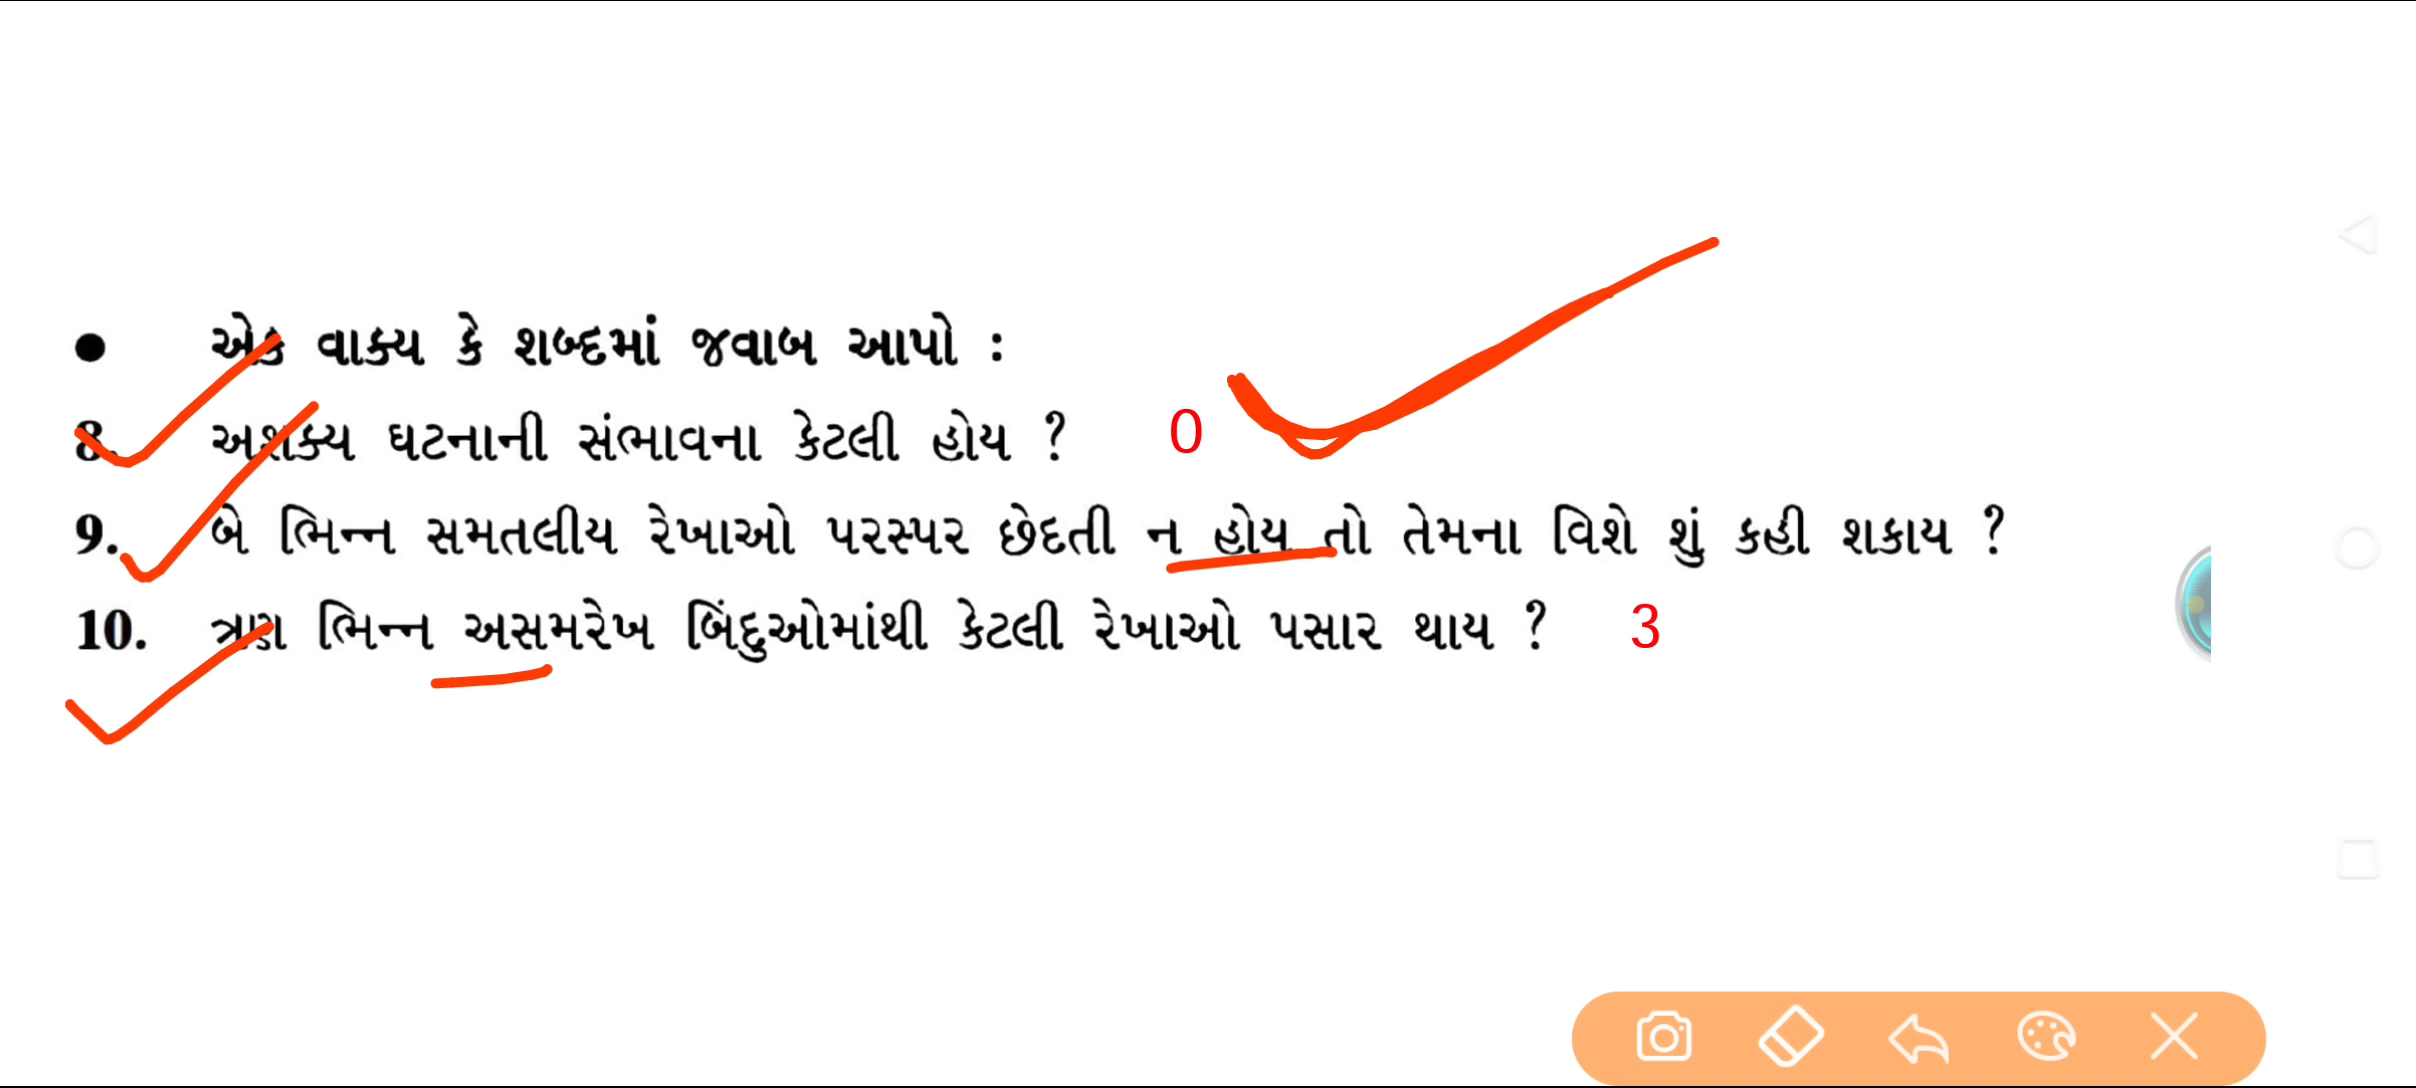 ● એક વાક્ય કે શબ્દમાં જવાબ આપો :
8. અશક્ય ઘટનાની સંભાવના કેટલી હોય ? 0
9. બે ભિન્ન સમતલીય રેખાઓ પરસ્પર છેદતી ન હોય તો તેમના વિશે શું કહી શકાય ?
10. ત્રણ ભિન્ન અસમરેખ બિંદુઓમાંથી કેટલી રેખાઓ પસાર થાય ? 3